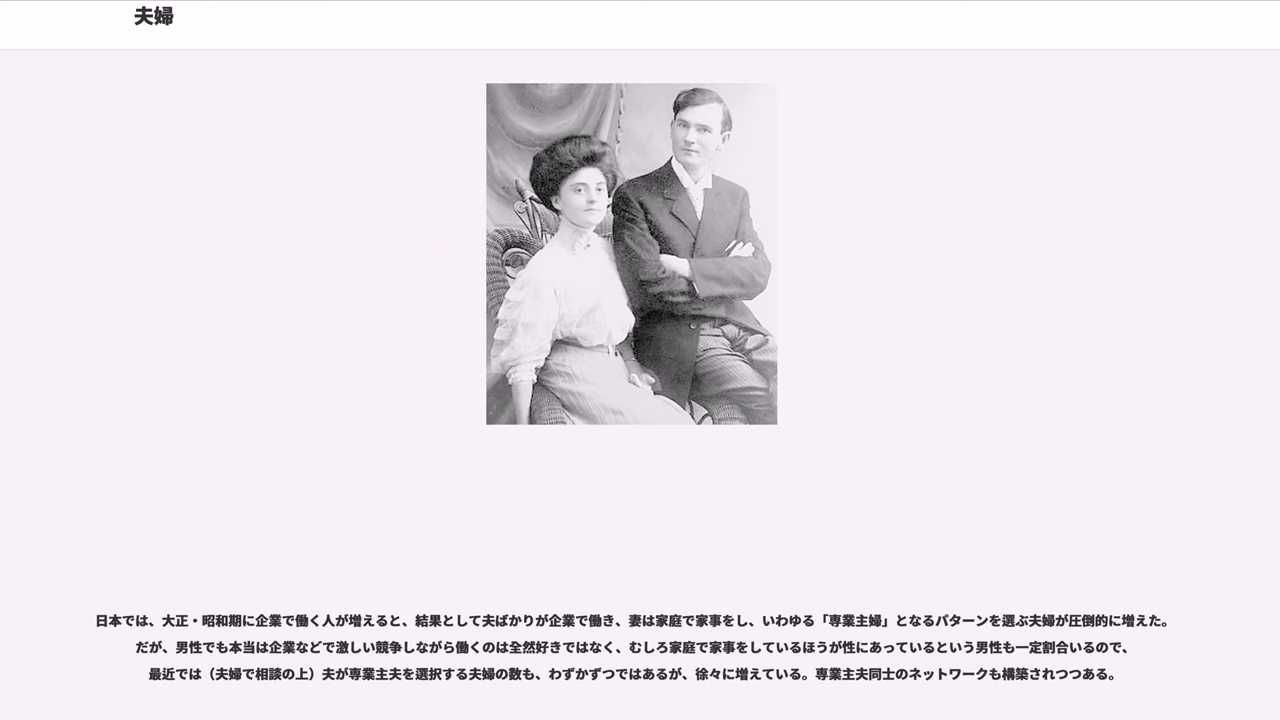 夫婦
日本では、大正・昭和期に企業で働く人が増えると、結果として夫ばかりが企業で働き、妻は家庭で家事をし、いわゆる「専業主婦」となるパターンを選ぶ夫婦が圧倒的に増えた。
だが、男性でも本当は企業などで激しい競争しながら働くのは全然好きではなく、むしろ家庭で家事をしているほうが性にあっているという男性も一定割合いるので、
最近では（夫婦で相談の上）夫が専業主夫を選択する夫婦の数も、わずかずつではあるが、徐々に増えている。専業主夫同士のネットワークも構築されつつある。